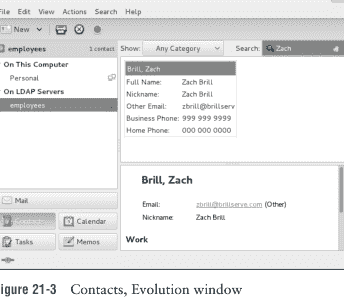 File Edit View Actions Search Help
New
employees 1 contact Show: Any Category Search: Zach
On This Computer
Personal
On LDAP Servers
employees
Brill, Zach
Full Name: Zach Brill
Nickname: Zach Brill
Other Email: zbrill@brillserv
Business Phone: 999 999 9999
Home Phone: 000 000 0000
Brill, Zach
Email: zbrill@brillserve.com (Other)
Nickname: Zach Brill
Work
Mail
Contacts Calendar
Tasks Memos
Figure 21-3 Contacts, Evolution window